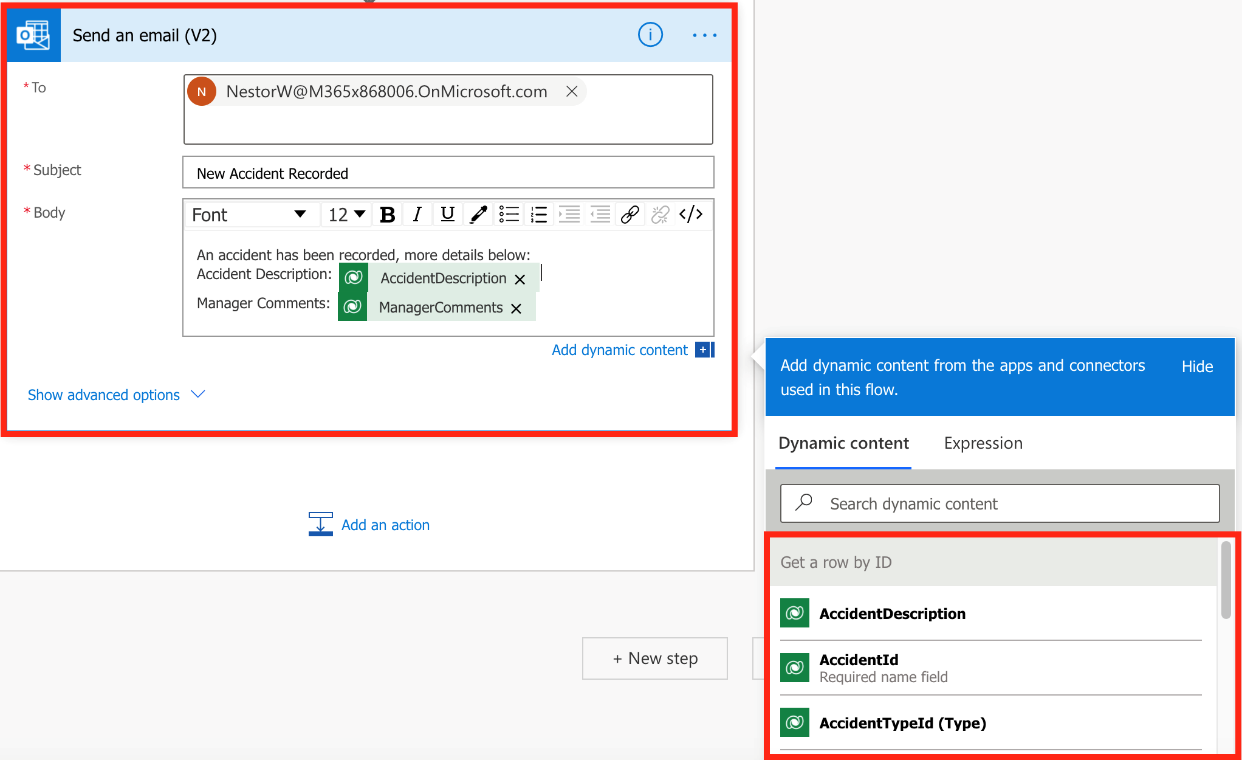 Send an email (V2)
* To
N NestorW@M365x868006.OnMicrosoft.com
* Subject
New Accident Recorded
* Body
Font 12 B I U </>
An accident has been recorded, more details below:
Accident Description: AccidentDescription
Manager Comments: ManagerComments
Add dynamic content
Show advanced options
Add an action
+ New step
Add dynamic content from the apps and connectors
used in this flow.
Hide
Dynamic content Expression
Search dynamic content
Get a row by ID
AccidentDescription
AccidentId
Required name field
AccidentTypeId (Type)